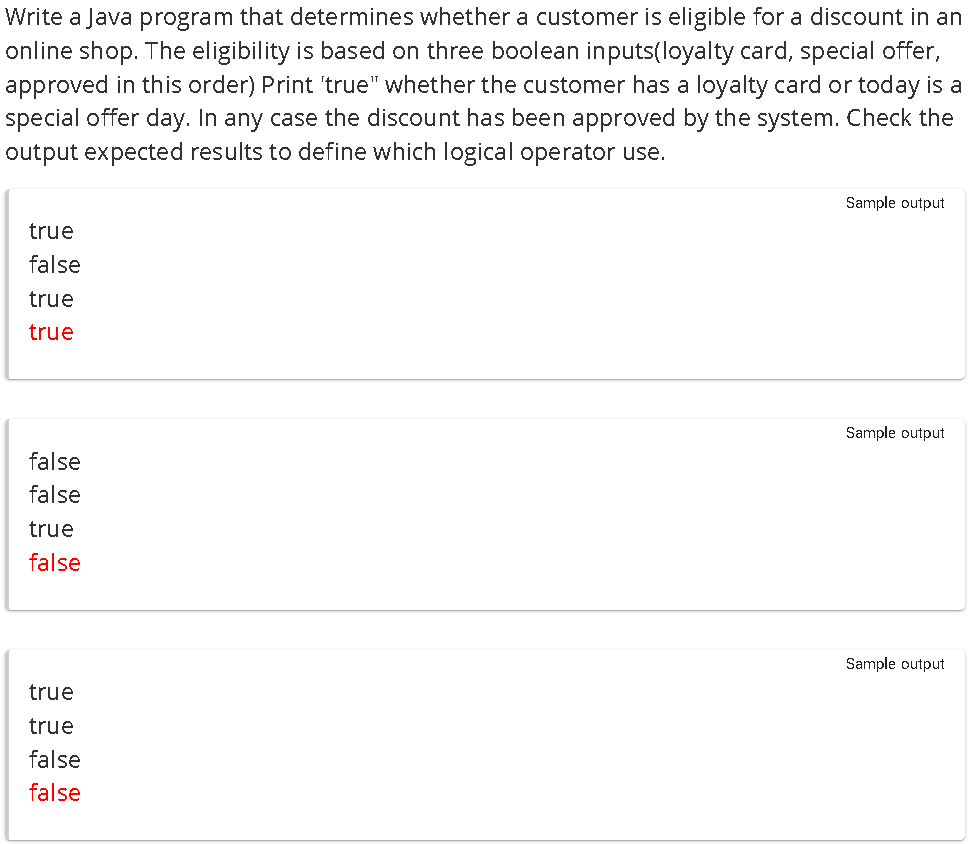 Write a Java program that determines whether a customer is eligible for a discount in an
online shop. The eligibility is based on three boolean inputs(loyalty card, special offer,
approved in this order) Print 'true" whether the customer has a loyalty card or today is a
special offer day. In any case the discount has been approved by the system. Check the
output expected results to define which logical operator use.
Sample output
true
false
true
true
Sample output
false
false
true
false
Sample output
true
true
false
false